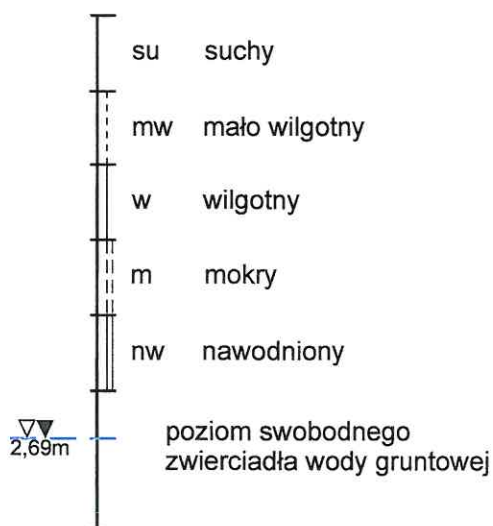 su suchy
mw mało wilgotny
w wilgotny
m mokry
nw nawodniony
2,69m
poziom swobodnego
zwierciadła wody gruntowej